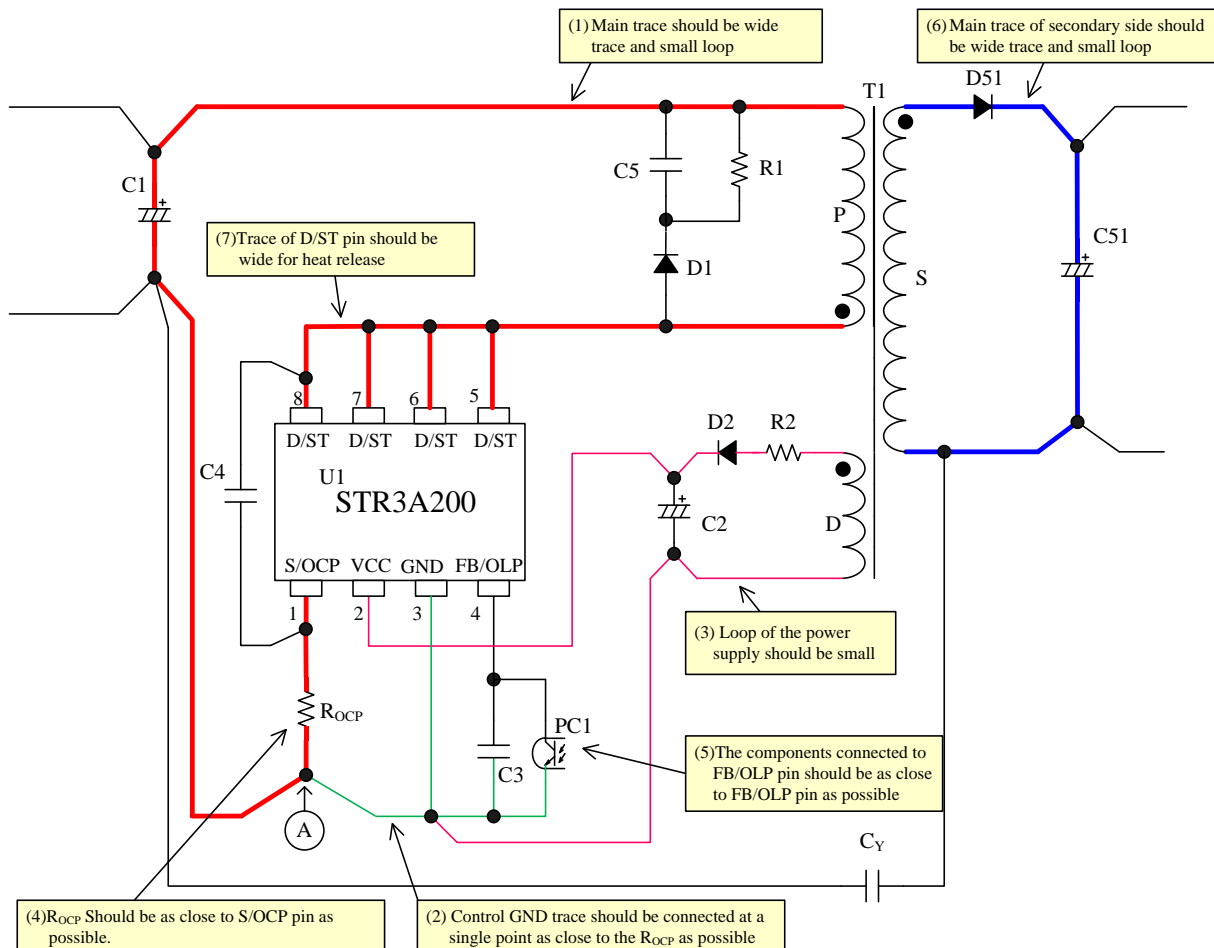 (1) Main trace should be wide
trace and small loop
(6) Main trace of secondary side should
be wide trace and small loop
D51
T1
C1
C5
R1
P
S
C51
(7)Trace of D/ST pin should be
wide for heat release
D1
8
7
6
5
D/ST
D/ST
D/ST
D/ST
D2
R2
C4
U1
STR3A200
C2
D
S/OCP
VCC
GND
FB/OLP
1
2
3
4
(3) Loop of the power
supply should be small
ROCP
PC1
C3
(5)The components connected to
FB/OLP pin should be as close
to FB/OLP pin as possible
A
CY
(4)ROCP Should be as close to S/OCP pin as
possible.
(2) Control GND trace should be connected at a
single point as close to the ROCP as possible